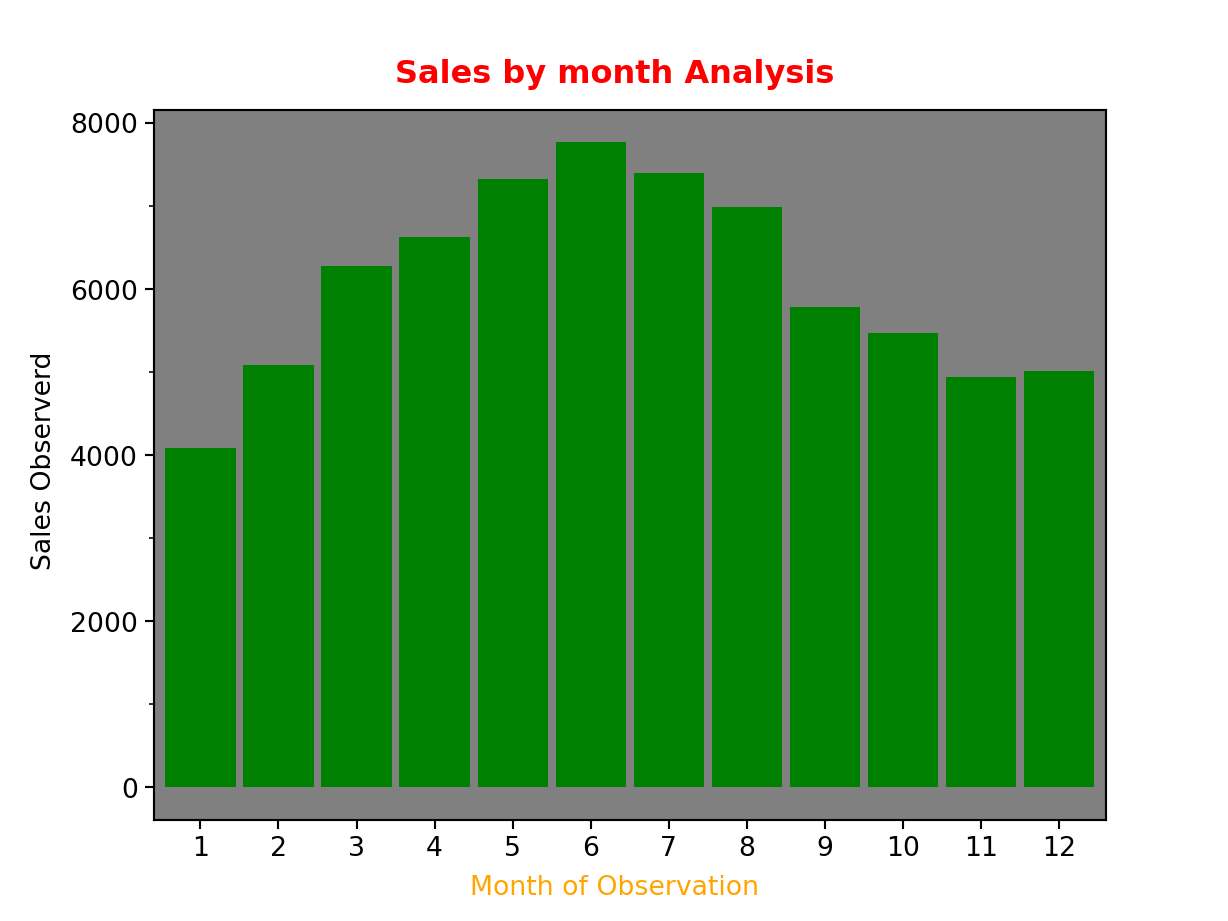 Sales by month Analysis
8000
6000
4000
2000
0
Sales Observerd
1 2 3 4 5 6 7 8 9 10 11 12
Month of Observation